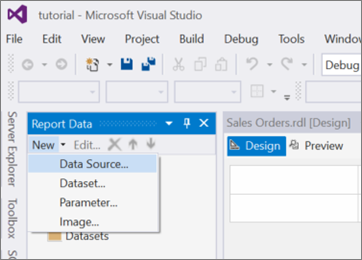 tutorial - Microsoft Visual Studio
File Edit View Project Build Debug Tools Window
Debug
Server Explorer
Toolbox
Report Data
New Edit...
Data Source...
Dataset...
Parameter...
Image...
Datasets
Sales Orders.rdl [Design]
Design Preview